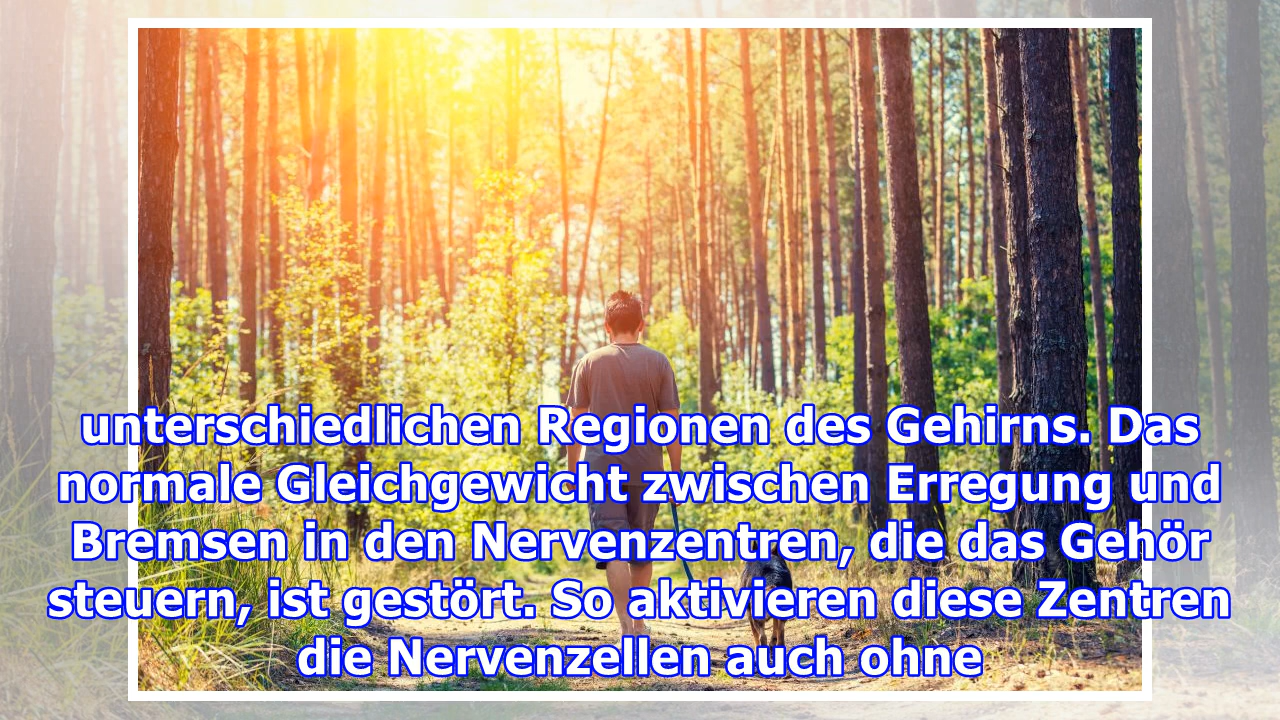 unterschiedlichen Regionen des Gehirns. Das
normale Gleichgewicht zwischen Erregung und
Bremsen in den Nervenzentren, die das Gehör
steuern, ist gestört. So aktivieren diese Zentren
die Nervenzellen auch ohne